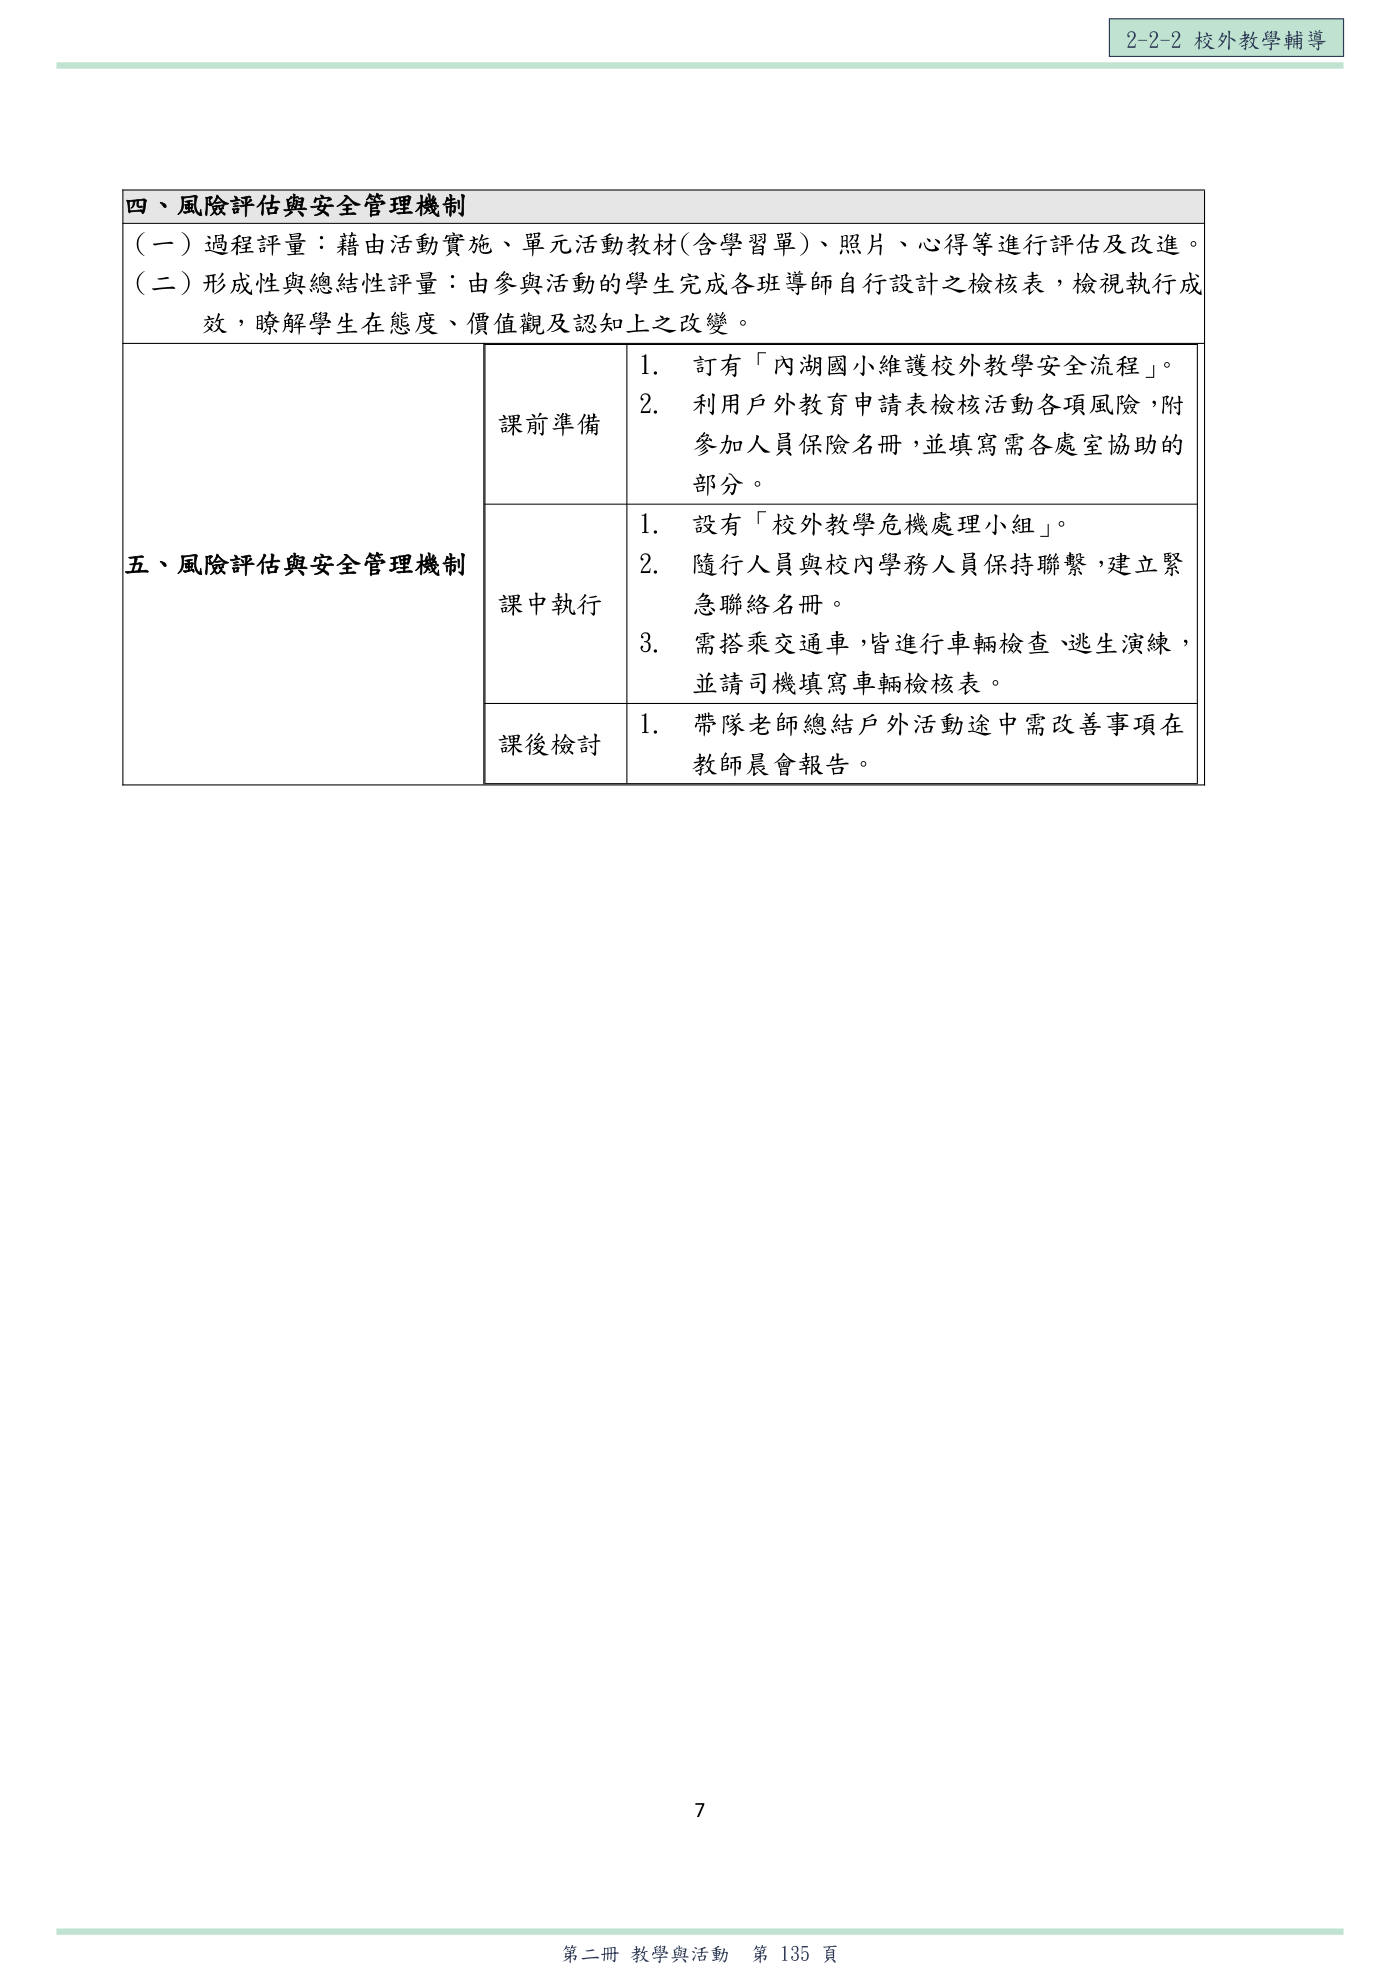 2-2-2 校外教學輔導
四、風險評估與安全管理機制
（一）過程評量：藉由活動實施、單元活動教材(含學習單)、照片、心得等進行評估及改進。
（二）形成性與總結性評量：由參與活動的學生完成各班導師自行設計之檢核表，檢視執行成
效，瞭解學生在態度、價值觀及認知上之改變。
五、風險評估與安全管理機制
課前準備
1. 訂有「內湖國小維護校外教學安全流程」。
2. 利用戶外教育申請表檢核活動各項風險，附
參加人員保險名冊，並填寫需各處室協助的
部分。
課中執行
1. 設有「校外教學危機處理小組」。
2. 隨行人員與校內學務人員保持聯繫，建立緊
急聯絡名冊。
3. 需搭乘交通車，皆進行車輛檢查、逃生演練，
並請司機填寫車輛檢核表。
課後檢討
1. 帶隊老師總結戶外活動途中需改善事項在
教師晨會報告。
7
第二冊 教學與活動 第 135 頁